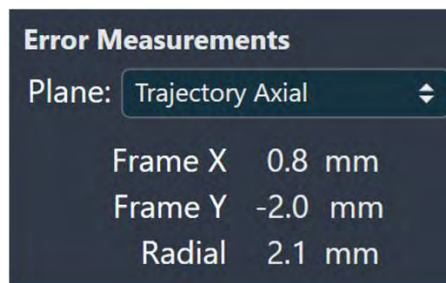 Error Measurements
Plane: Trajectory Axial
Frame X 0.8 mm
Frame Y -2.0 mm
Radial 2.1 mm